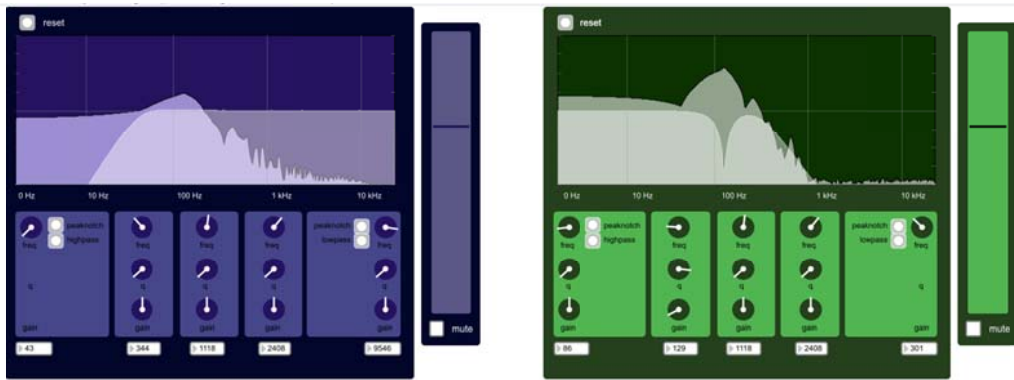 reset
0 Hz 10 Hz 100 Hz 1 kHz 10 kHz
peaknotch peaknotch
freq highpass freq freq freq lowpass freq
q q q q q
gain gain gain gain gain
mute
43 344 1118 2408 9546
reset
0 Hz 10 Hz 100 Hz 1 kHz 10 kHz
peaknotch peaknotch
freq highpass freq freq freq lowpass freq
q q q q q
gain gain gain gain gain
mute
86 129 1118 2408 301